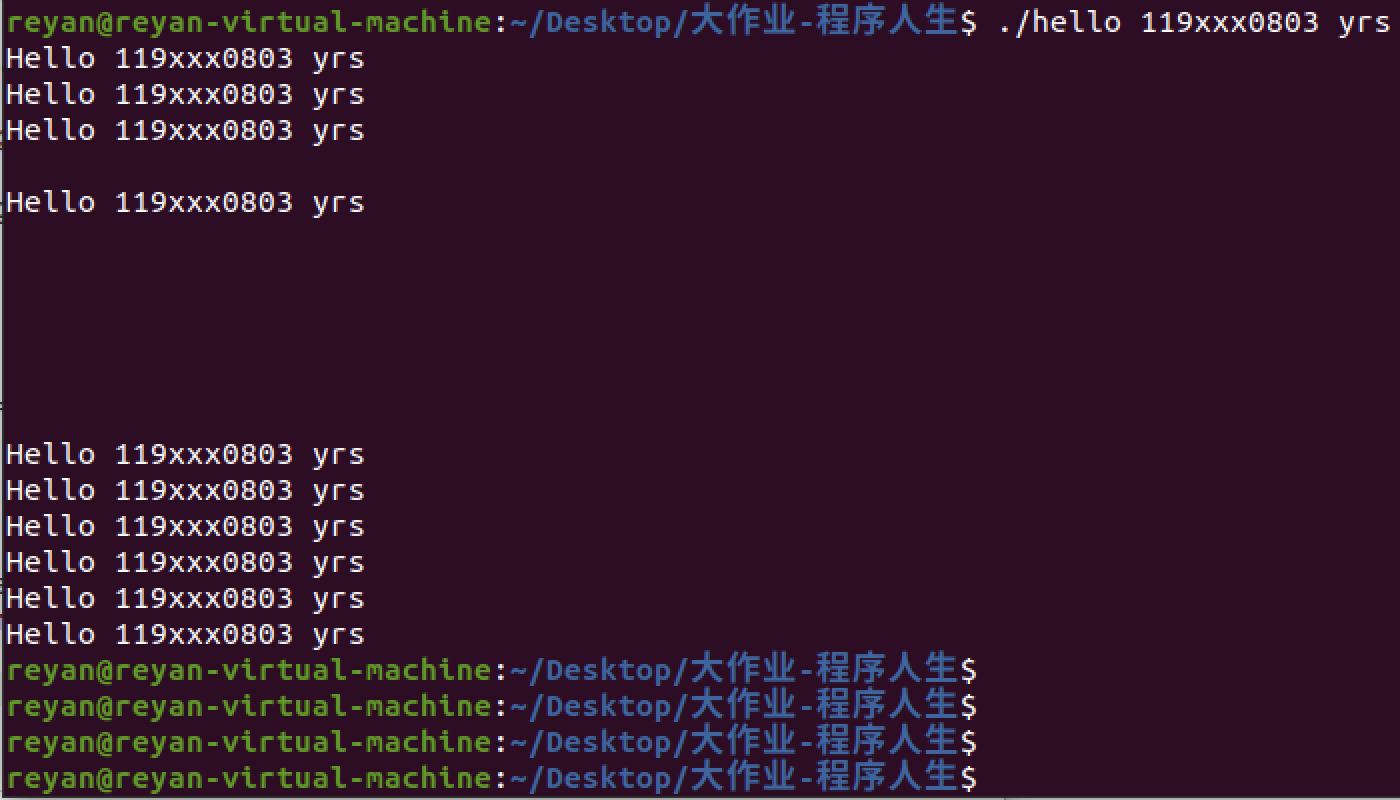 reyan@reyan-virtual-machine:~/Desktop/大作业-程序人生$ ./hello 119xxx0803 yrs
Hello 119xxx0803 yrs
Hello 119xxx0803 yrs
Hello 119xxx0803 yrs
Hello 119xxx0803 yrs
Hello 119xxx0803 yrs
Hello 119xxx0803 yrs
Hello 119xxx0803 yrs
Hello 119xxx0803 yrs
Hello 119xxx0803 yrs
Hello 119xxx0803 yrs
reyan@reyan-virtual-machine:~/Desktop/大作业-程序人生$
reyan@reyan-virtual-machine:~/Desktop/大作业-程序人生$
reyan@reyan-virtual-machine:~/Desktop/大作业-程序人生$
reyan@reyan-virtual-machine:~/Desktop/大作业-程序人生$